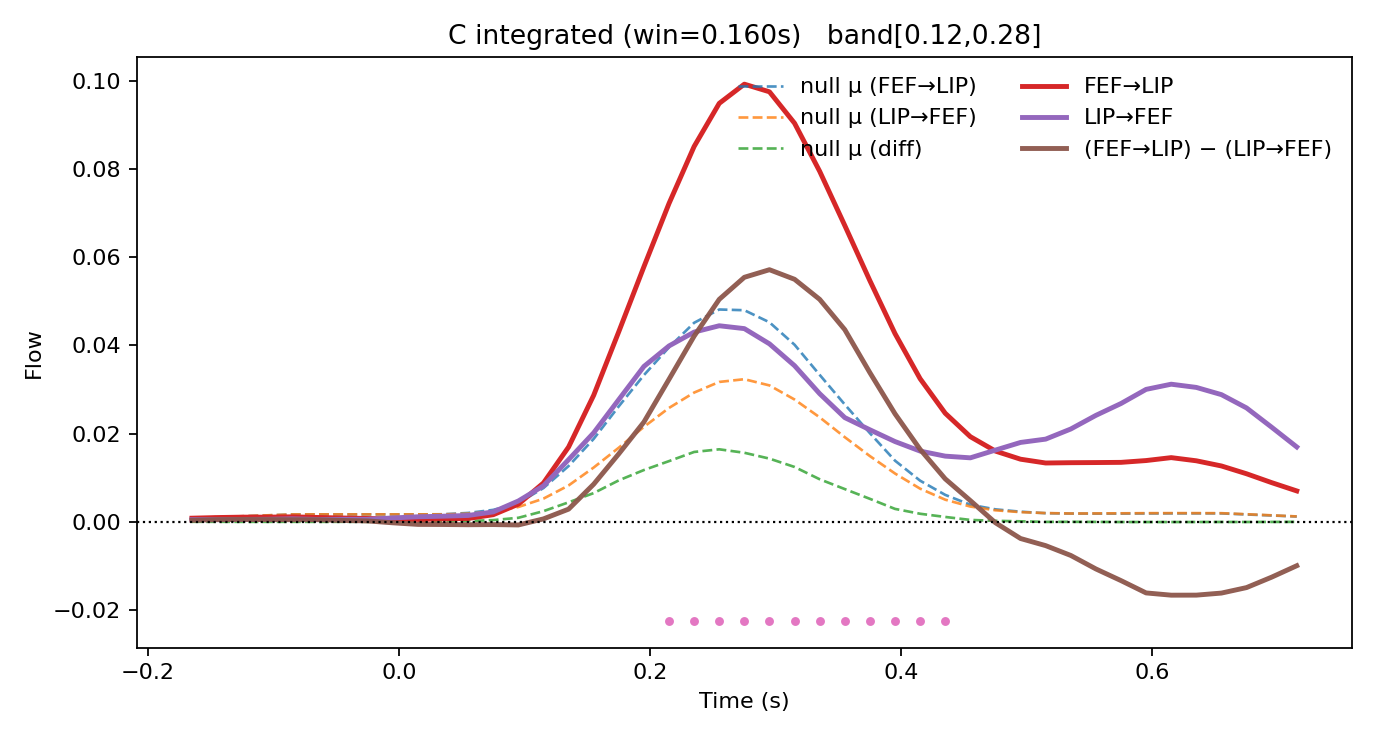 C integrated (win=0.160s)   band[0.12,0.28]
null μ (FEF→LIP)
null μ (LIP→FEF)
null μ (diff)
FEF→LIP
LIP→FEF
(FEF→LIP) − (LIP→FEF)
Flow
0.10
0.08
0.06
0.04
0.02
0.00
−0.02
−0.2
0.0
0.2
0.4
0.6
Time (s)